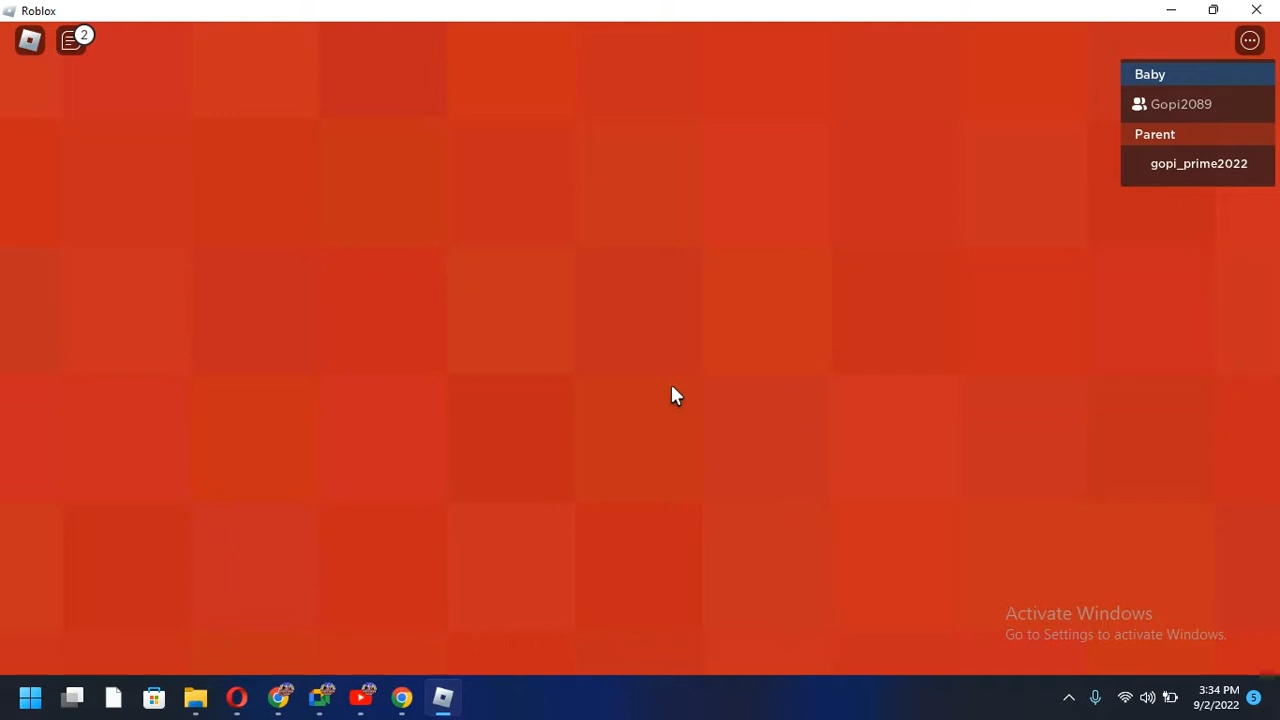 Roblox
2
Baby
Gopi2089
Parent
gopi_prime2022
Activate Windows
Go to Settings to activate Windows.
3:34 PM
9/2/2022
5